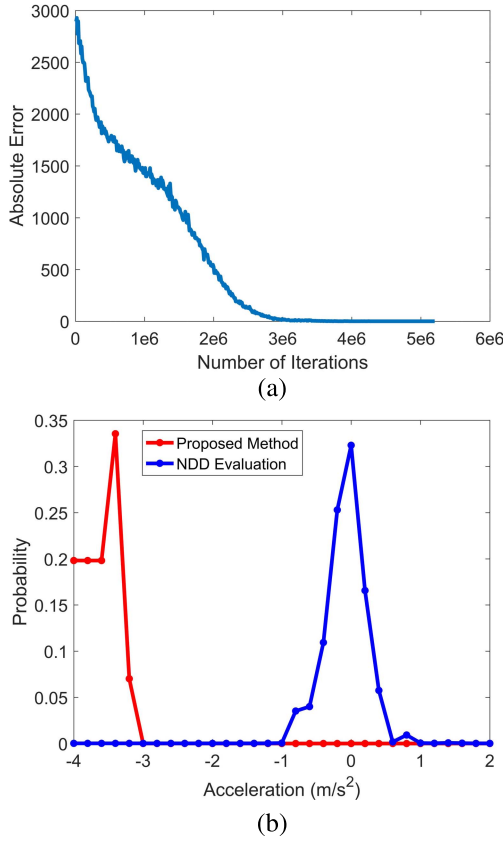 3000
2500
2000
1500
1000
500
0
Absolute Error
0 1e6 2e6 3e6 4e6 5e6 6e6
Number of Iterations
(a)
0.35
0.3
0.25
0.2
0.15
0.1
0.05
0
Probability
Proposed Method
NDD Evaluation
-4 -3 -2 -1 0 1 2
Acceleration (m/s²)
(b)